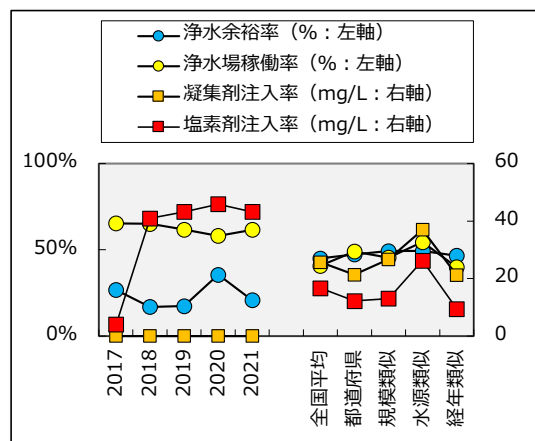 浄水余裕率（%：左軸）
浄水場稼働率（%：左軸）
凝集剤注入率（mg/L：右軸）
塩素剤注入率（mg/L：右軸）
100%
50%
0%
60
40
20
0
2017
2018
2019
2020
2021
全国平均
都道府県
規模類似
水源類似
経年類似